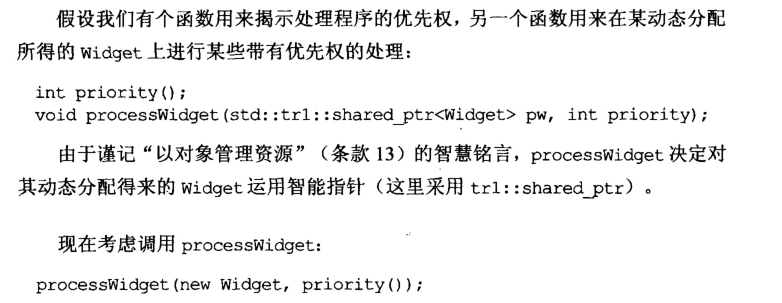 假设我们有个函数用来揭示处理程序的优先权，另一个函数用来在某动态分配
所得的 Widget 上进行某些带有优先权的处理：
int priority();
void processWidget(std::tr1::shared_ptr<Widget> pw, int priority);
由于谨记“以对象管理资源”（条款 13）的智慧铭言，processWidget 决定对
其动态分配得来的 Widget 运用智能指针（这里采用 tr1::shared_ptr）。
现在考虑调用 processWidget:
processWidget(new Widget, priority());